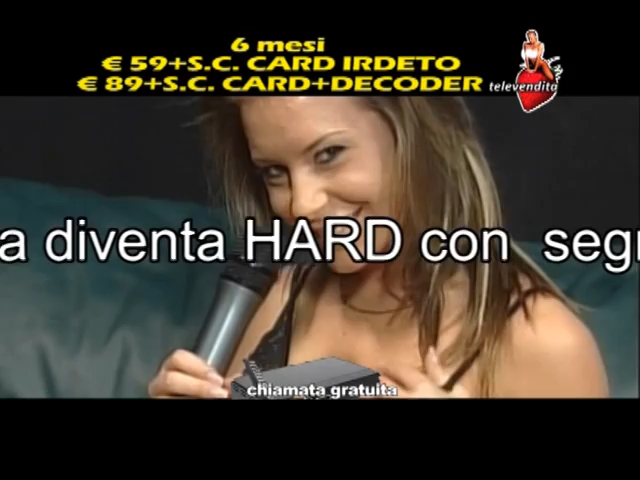 6 mesi
€ 59+S.C. CARD IRDETO
€ 89+S.C. CARD+DECODER
televendita
a diventa HARD con segr
chiamata gratuita